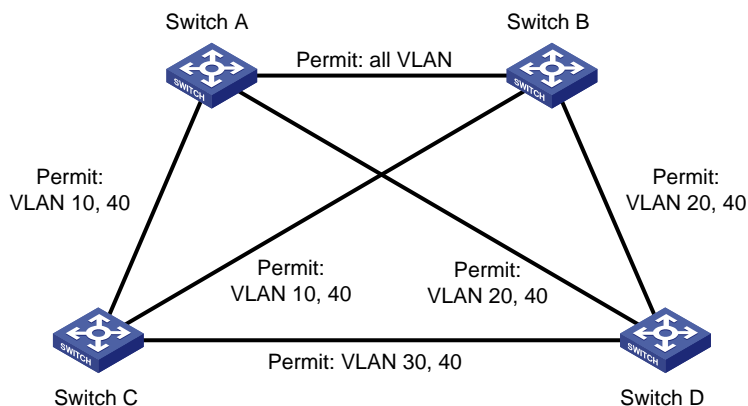 Switch A
Switch B
Permit: all VLAN
SWITCH
SWITCH
Permit:
VLAN 10, 40
Permit:
VLAN 20, 40
Permit:
VLAN 10, 40
Permit:
VLAN 20, 40
SWITCH
SWITCH
Permit: VLAN 30, 40
Switch C
Switch D